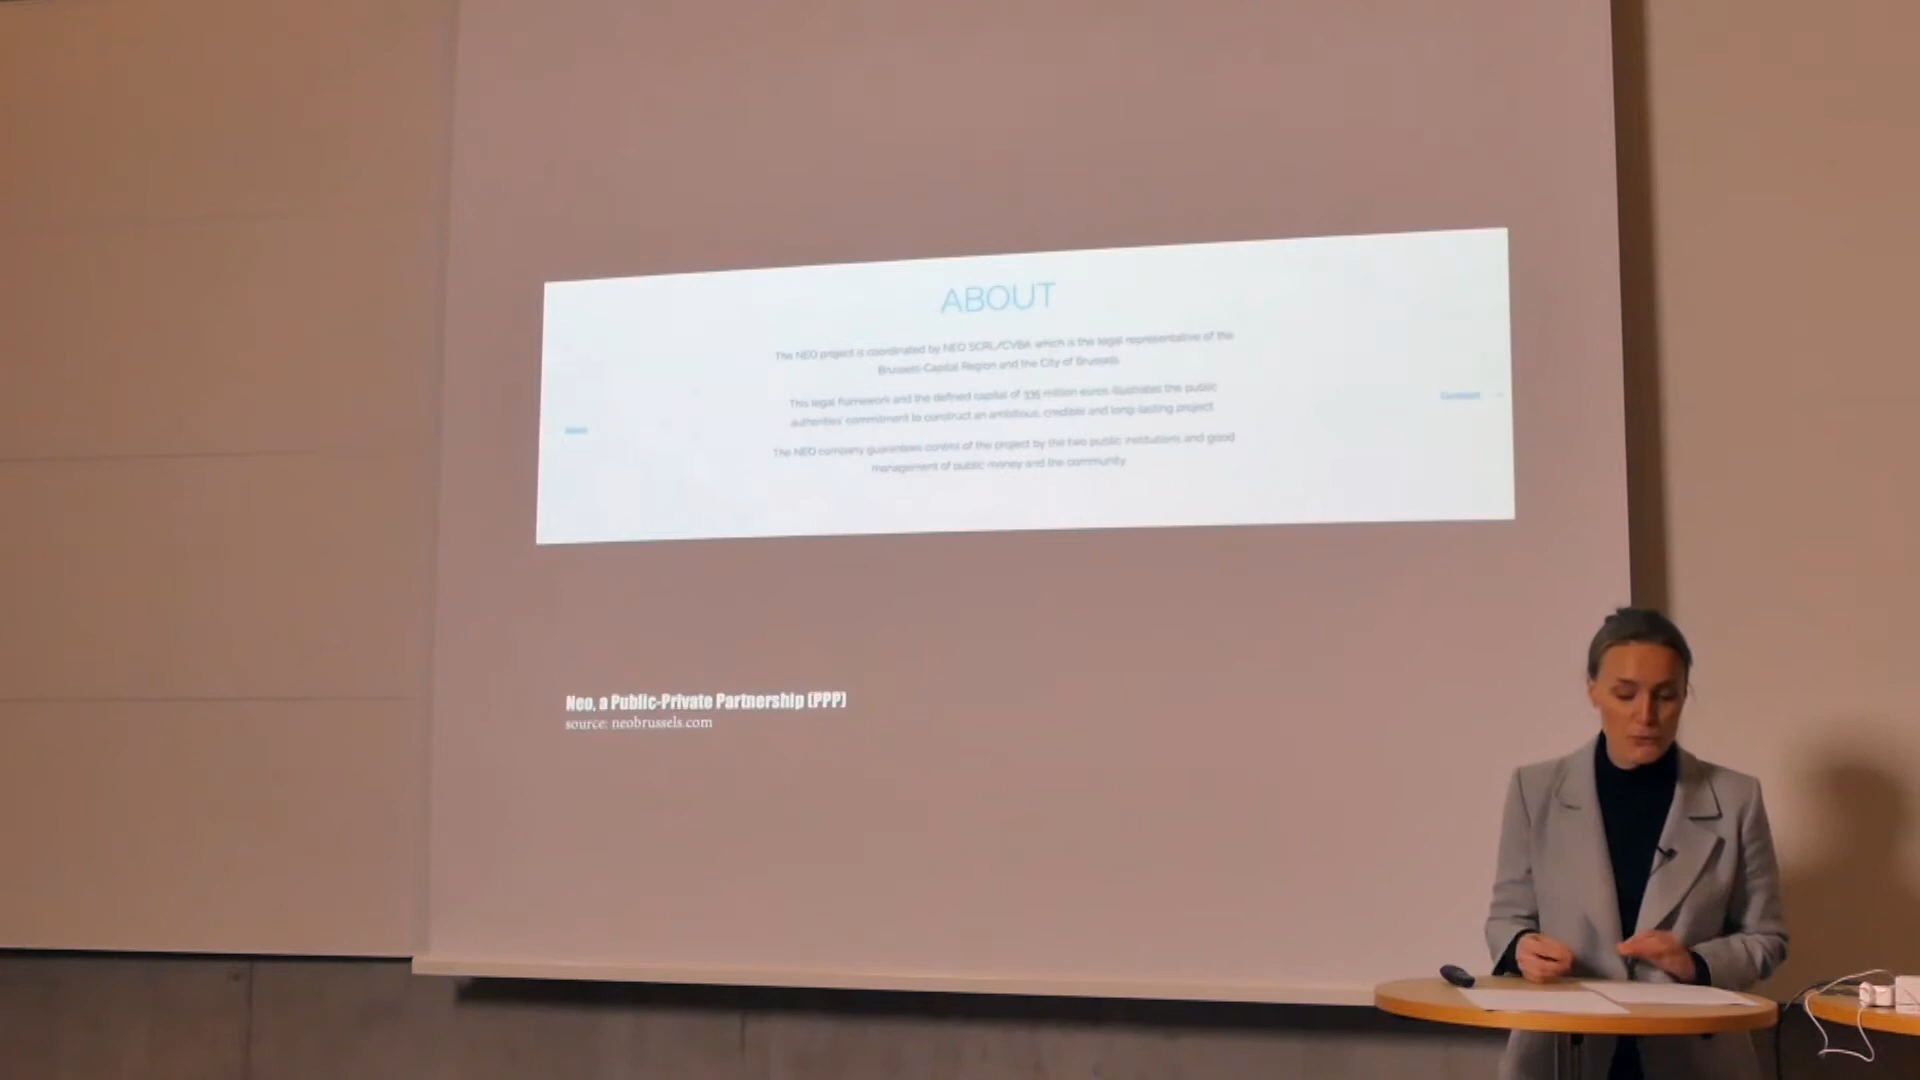 ABOUT
The NEO project is coordinated by NEO SCRL/CVBA which is the legal representative of the
Brussels-Capital Region and the City of Brussels.
This legal framework and the defined capital of 335 million euros illustrates the public
authorities' commitment to construct an ambitious, credible and long-lasting project.
The NEO company guarantees control of the project by the two public institutions and good
management of public money and the community.
Contact
Neo, a Public-Private Partnership (PPP)
source: neobrussels.com